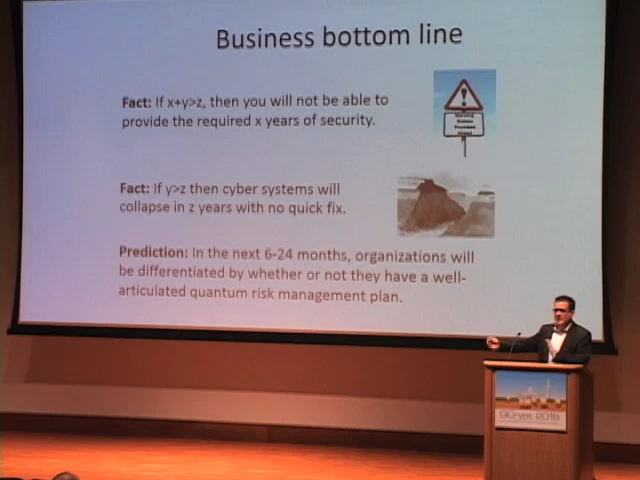 Business bottom line
Fact: If x+y>z, then you will not be able to
provide the required x years of security.
Fact: If y>z then cyber systems will
collapse in z years with no quick fix.
Prediction: In the next 6-24 months, organizations will
be differentiated by whether or not they have a well-
articulated quantum risk management plan.